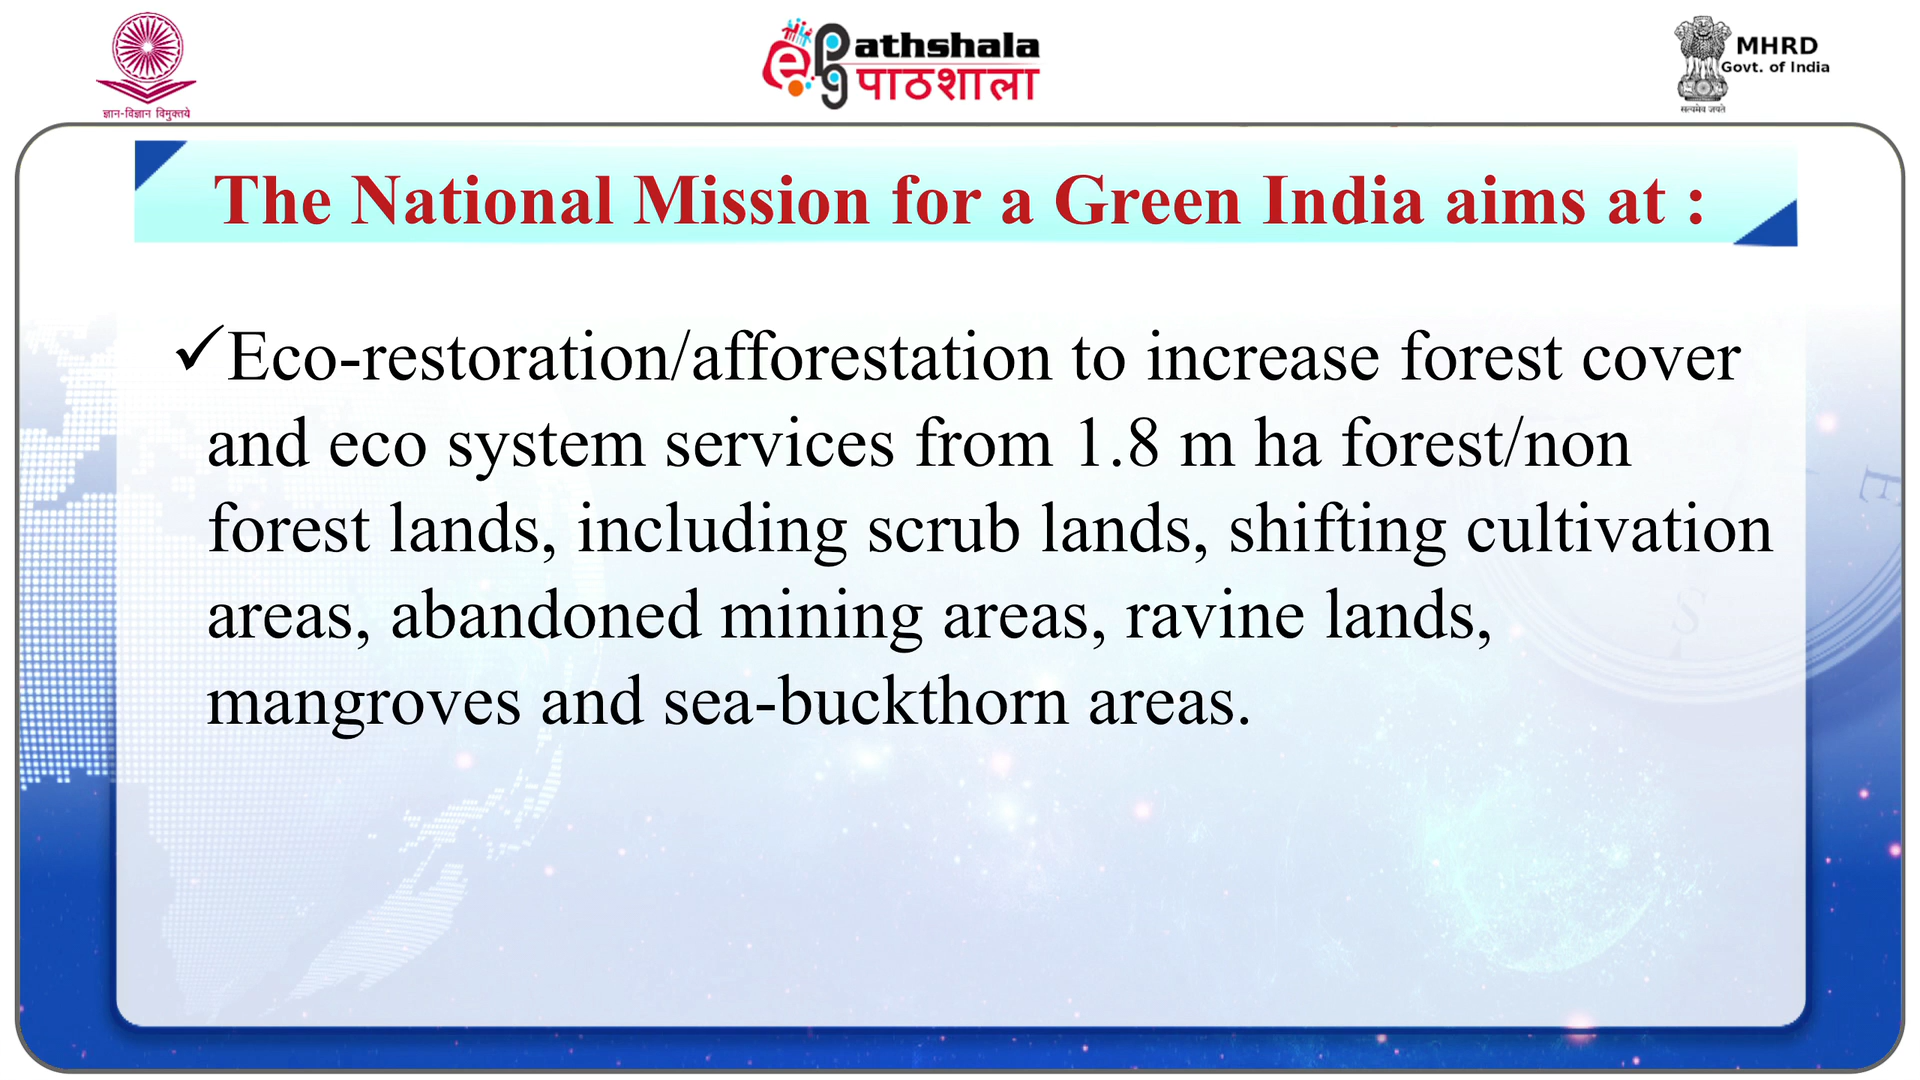 ज्ञान-विज्ञान विमुक्तये
ePgathshala
पाठशाला
MHRD
Govt. of India
सत्यमेव जयते
The National Mission for a Green India aims at :
✓Eco-restoration/afforestation to increase forest cover
and eco system services from 1.8 m ha forest/non
forest lands, including scrub lands, shifting cultivation
areas, abandoned mining areas, ravine lands,
mangroves and sea-buckthorn areas.
E
S